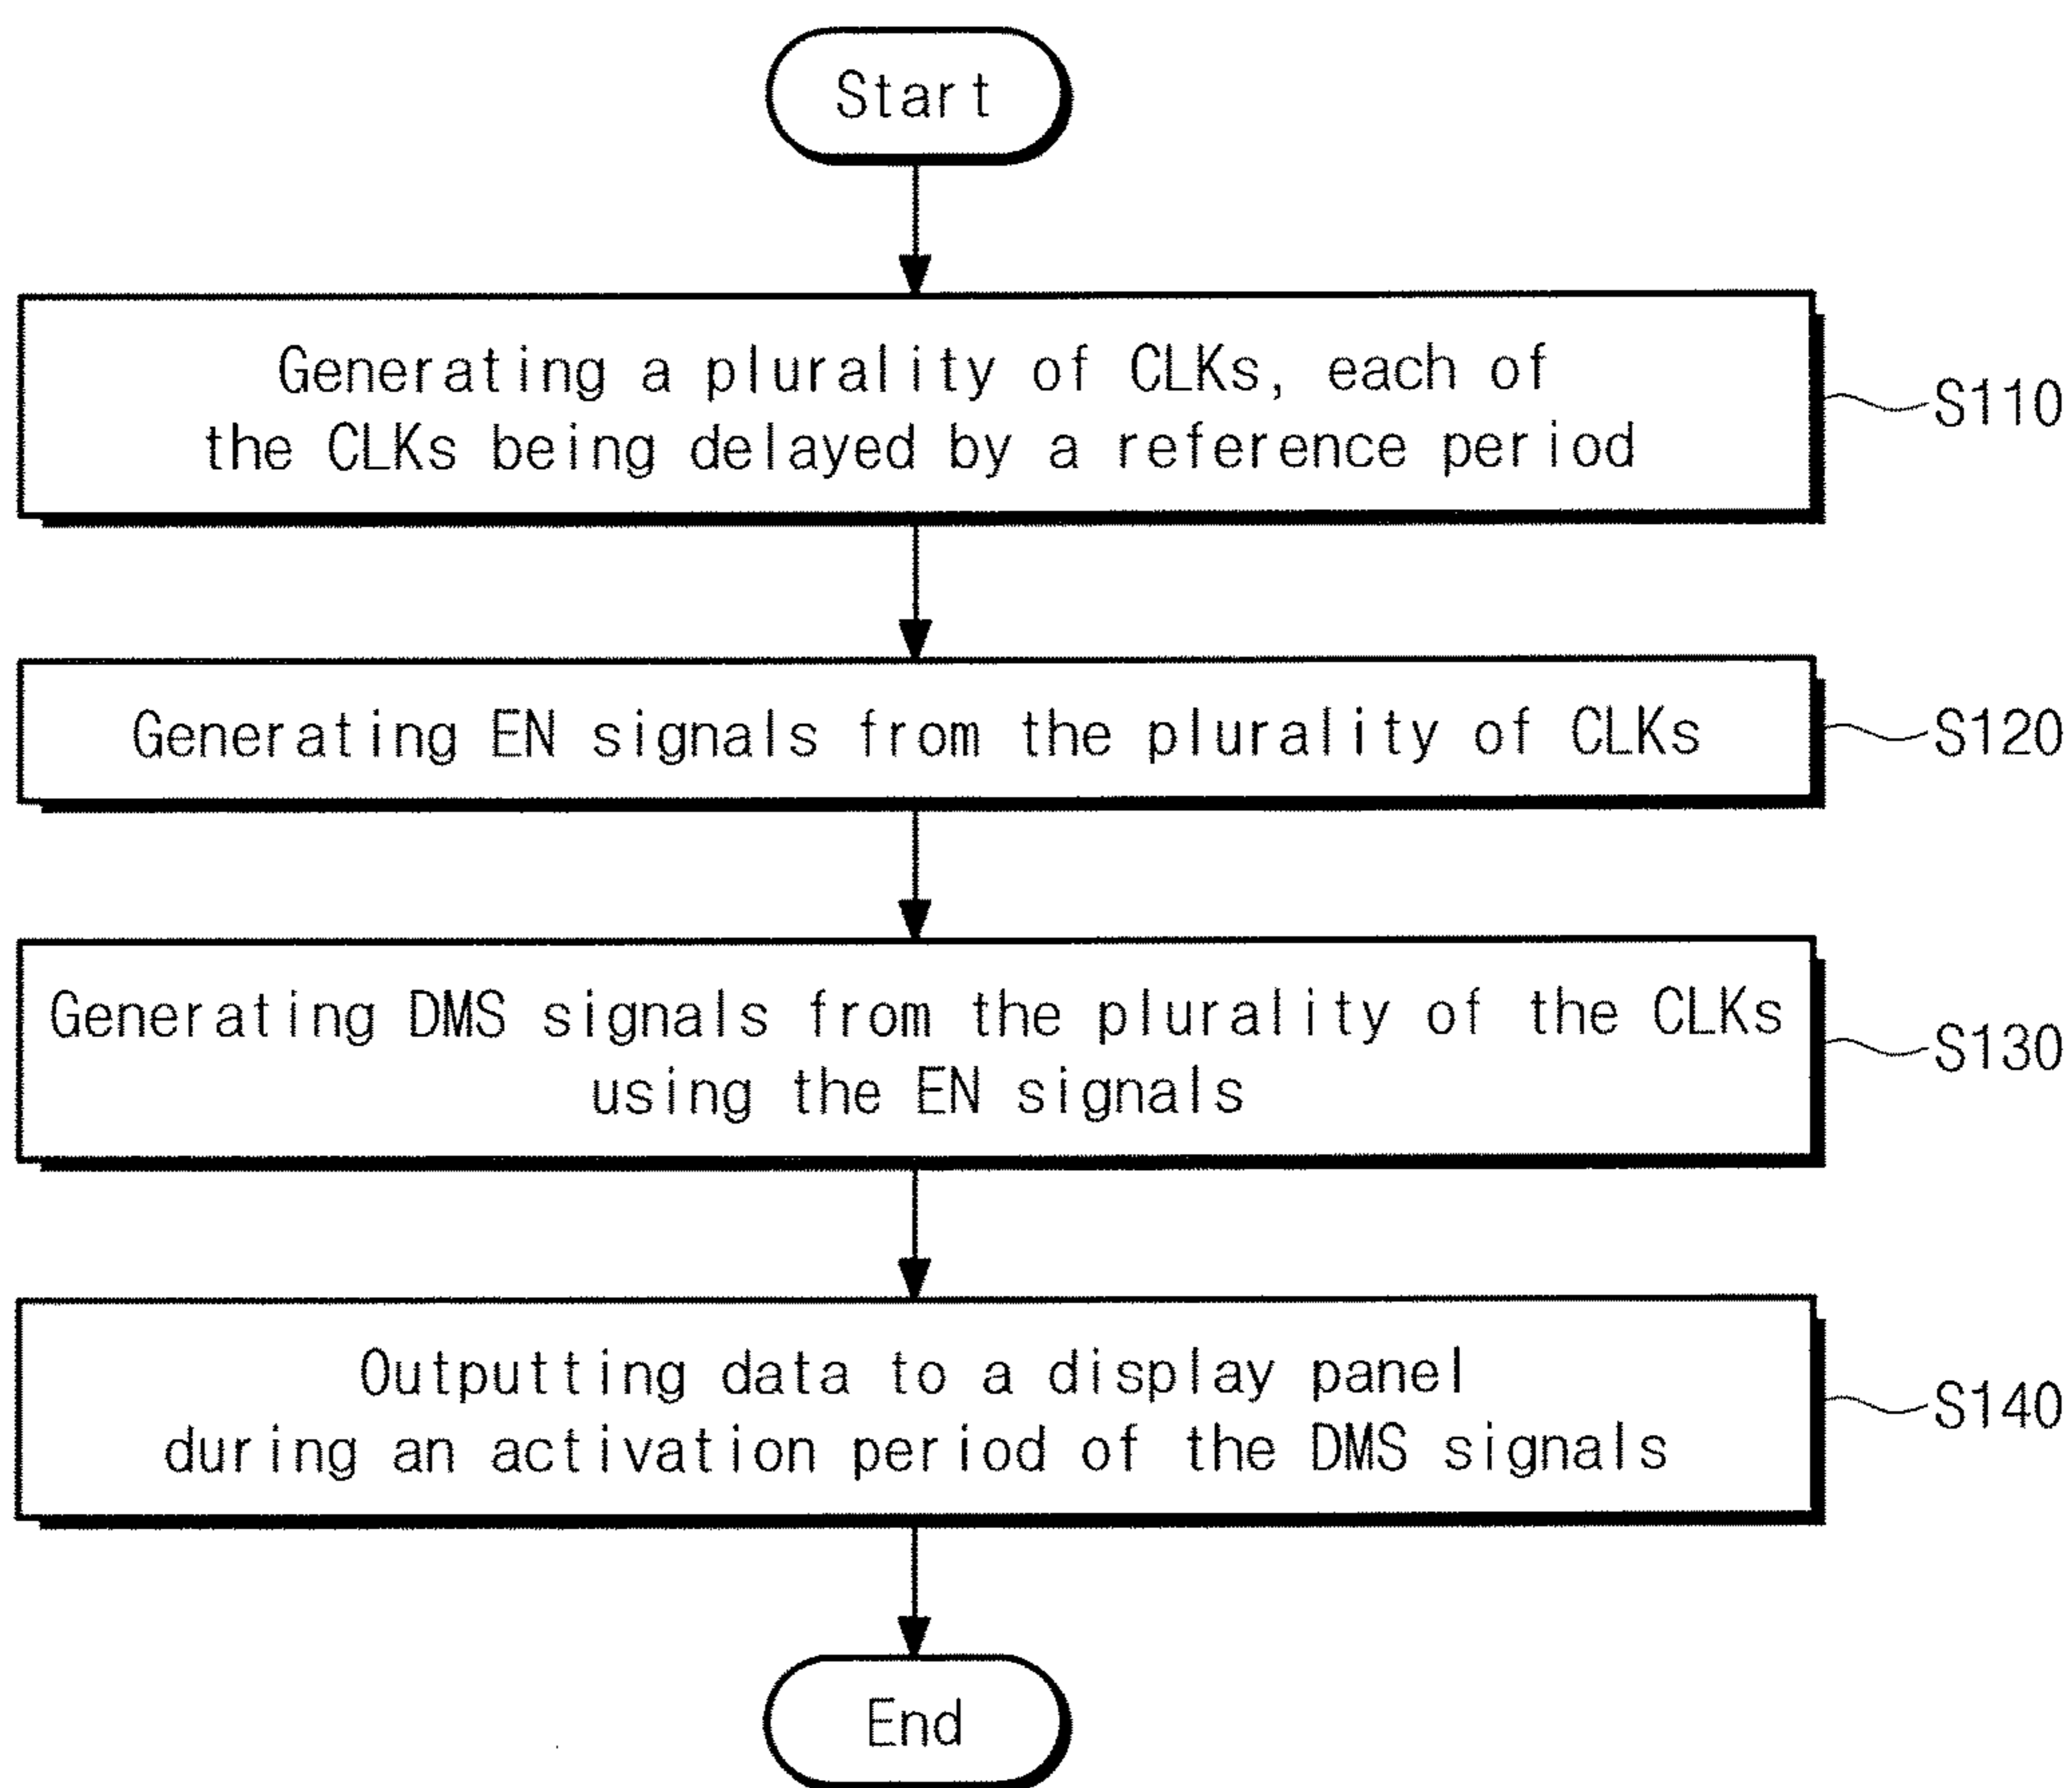 Start
Generating a plurality of CLKs, each of
the CLKs being delayed by a reference period
S110
Generating EN signals from the plurality of CLKs
S120
Generating DMS signals from the plurality of the CLKs
using the EN signals
S130
Outputting data to a display panel
during an activation period of the DMS signals
S140
End